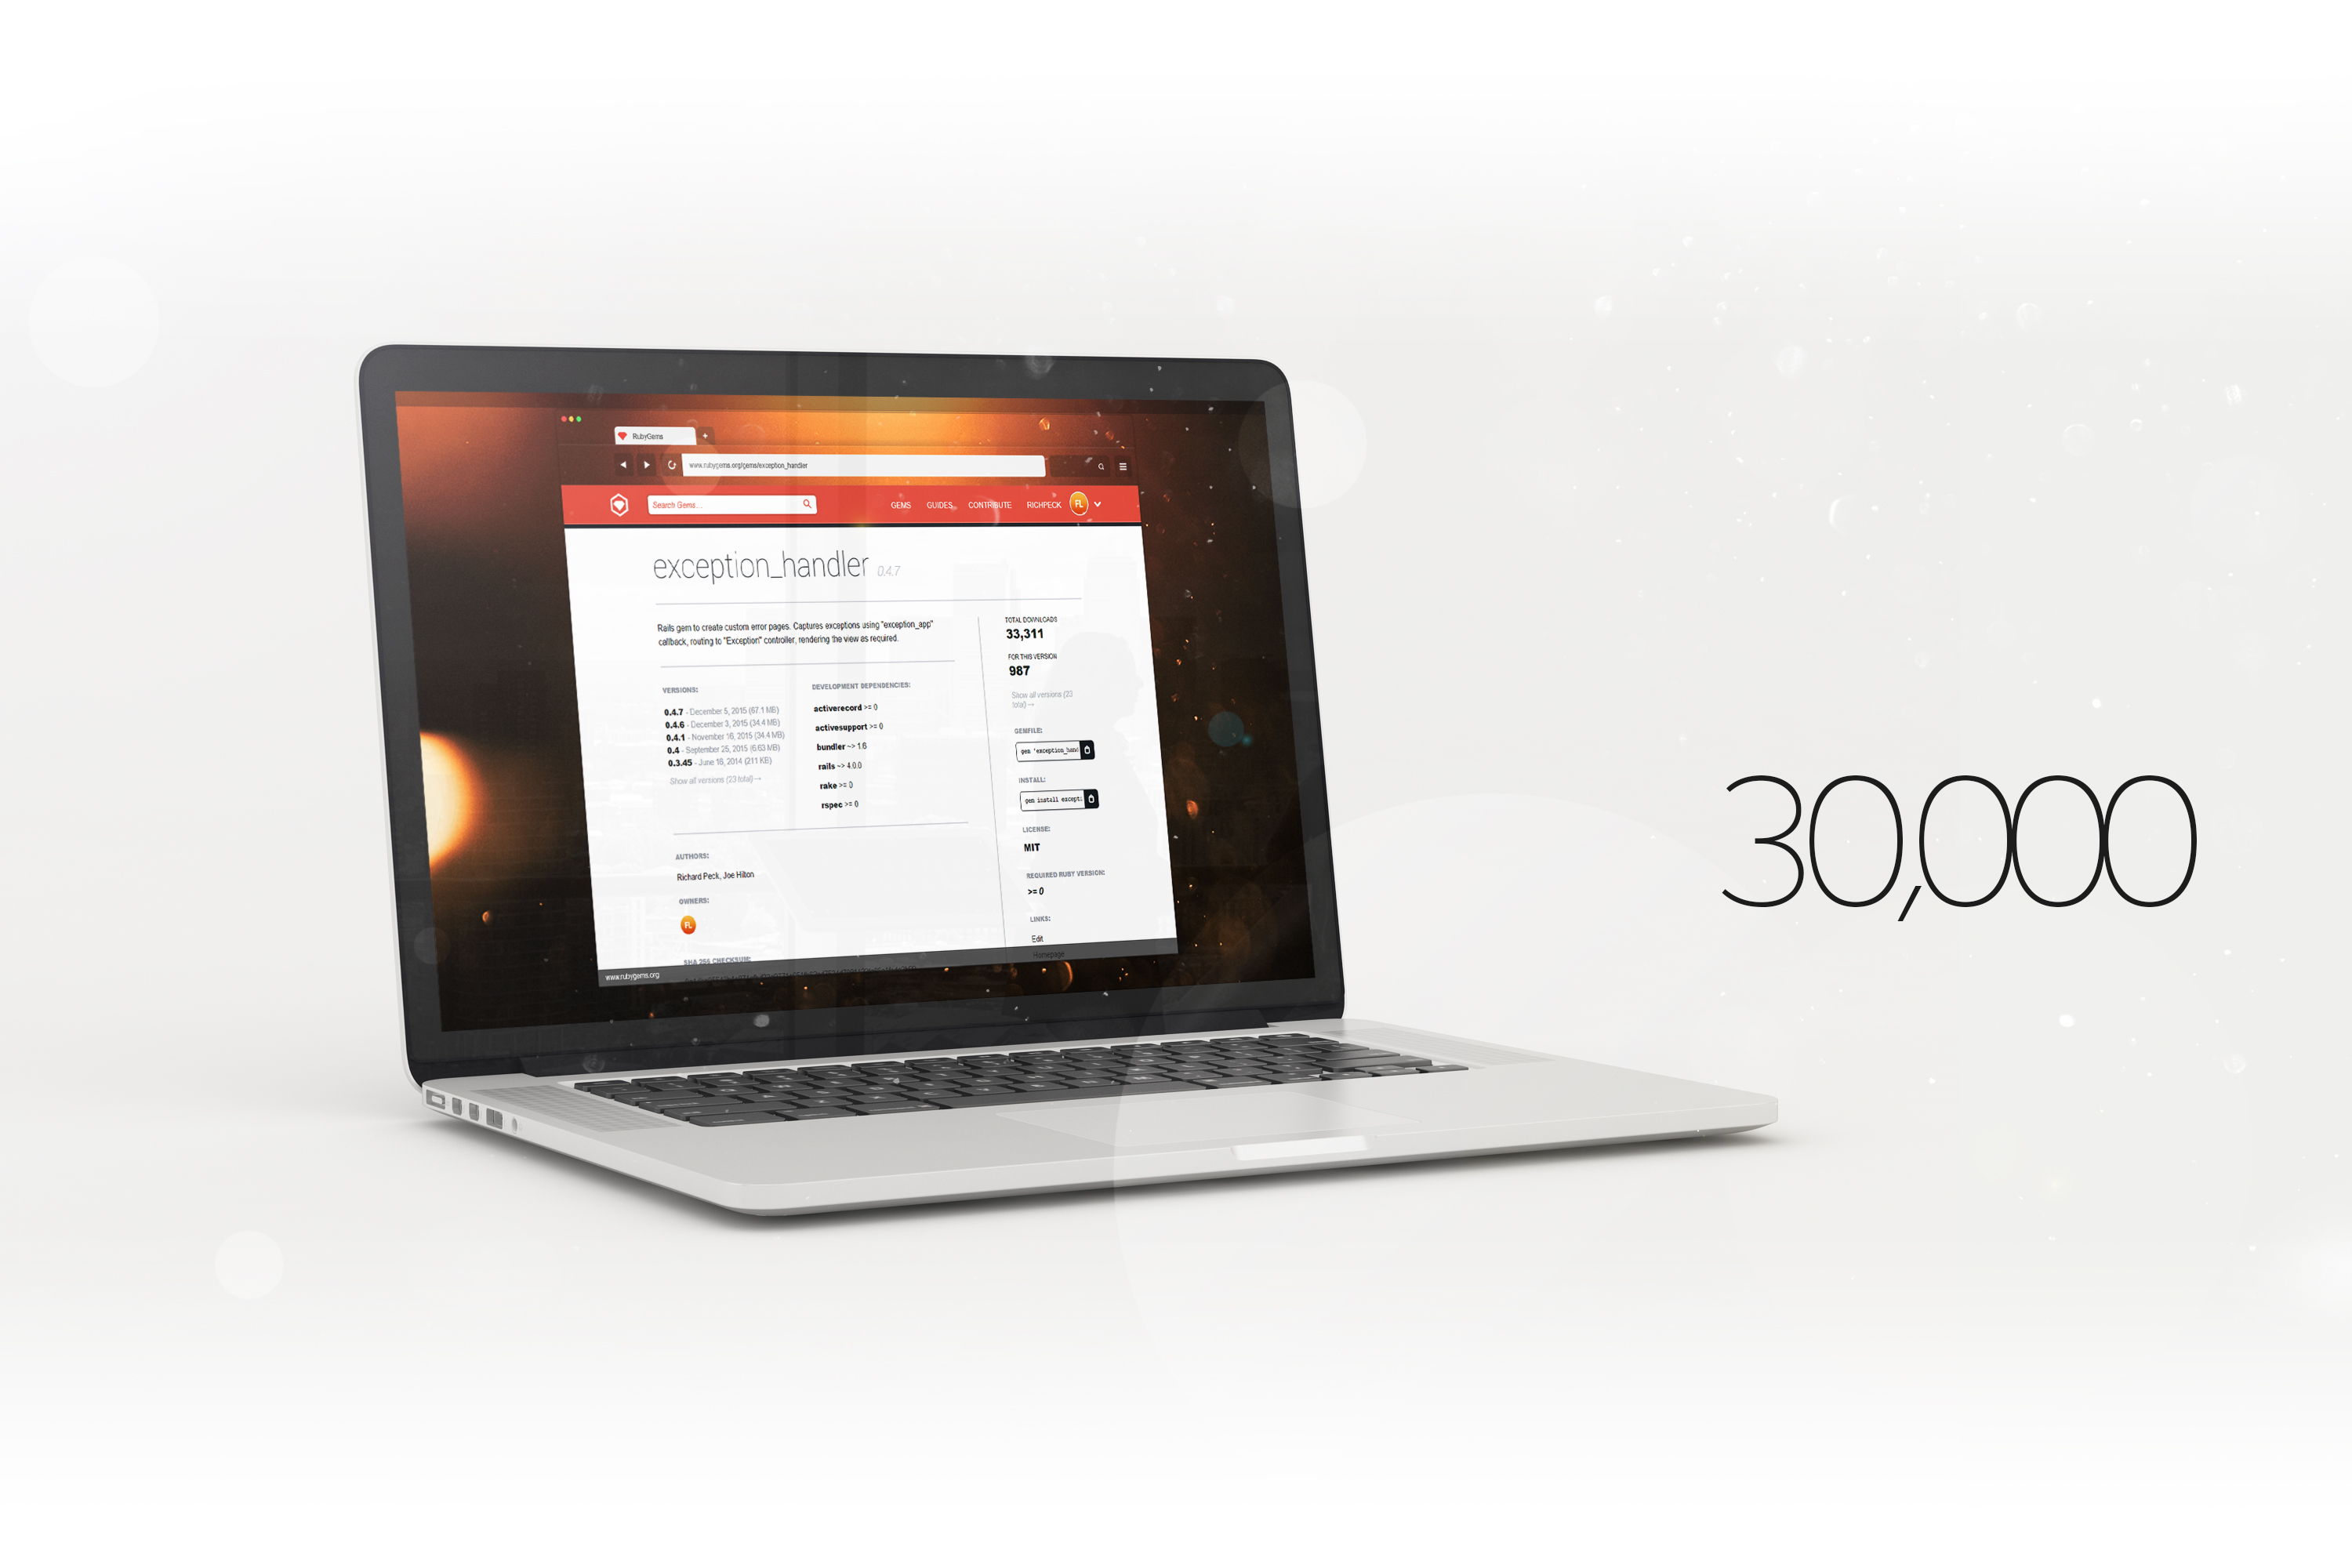 RubyGems
+
www.rubygems.org/gems/exception_handler
Search Gems...
GEMS GUIDES CONTRIBUTE RICHPECK FL
exception_handler 0.4.7
Rails gem to create custom error pages. Captures exceptions using "exception_app"
callback, routing to "Exception" controller, rendering the view as required.
VERSIONS:
0.4.7 - December 5, 2015 (67.1 MB)
0.4.6 - December 3, 2015 (34.4 MB)
0.4.1 - November 16, 2015 (34.4 MB)
0.4 - September 25, 2015 (6.63 MB)
0.3.45 - June 16, 2014 (211 KB)
Show all versions (23 total) →
DEVELOPMENT DEPENDENCIES:
activerecord >= 0
activesupport >= 0
bundler ~> 1.6
rails ~> 4.0.0
rake >= 0
rspec >= 0
AUTHORS:
Richard Peck, Joe Hilton
OWNERS:
FL
SHA 256 CHECKSUM:
TOTAL DOWNLOADS
33,311
FOR THIS VERSION
987
Show all versions (23
total) →
GEMFILE:
gem 'exception_hand
INSTALL:
gem install excepti
LICENSE:
MIT
REQUIRED RUBY VERSION:
>= 0
LINKS:
Edit
Homepage
www.rubygems.org
30,000